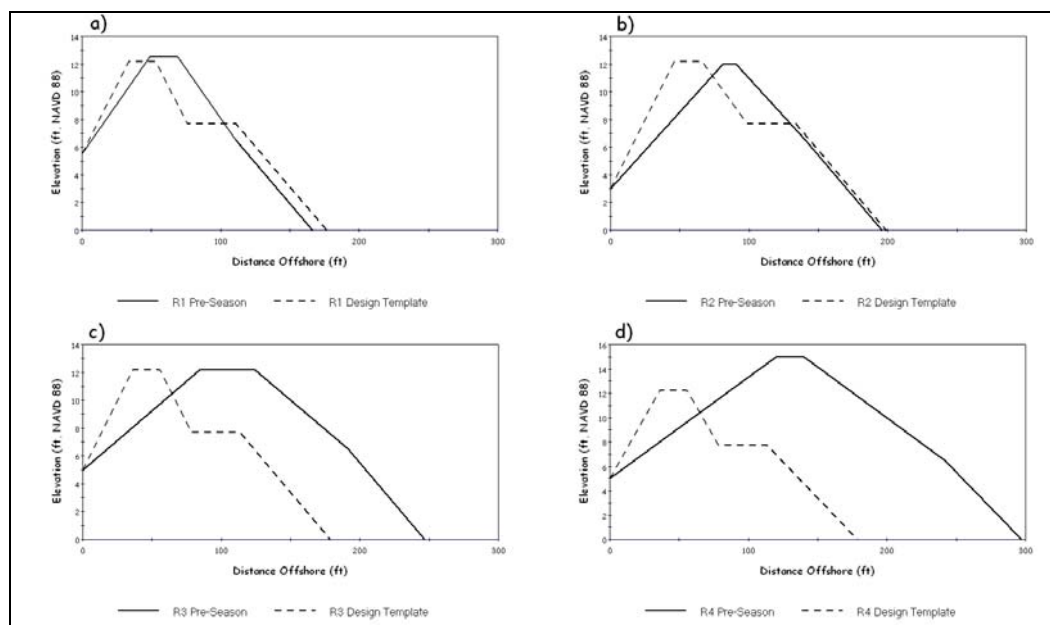 a)
14
12
10
8
6
4
2
0
Elevation (ft, NAVD 88)
0 100 200 300
Distance Offshore (ft)
R1 Pre-Season R1 Design Template
b)
14
12
10
8
6
4
2
0
Elevation (ft, NAVD 88)
0 100 200 300
Distance Offshore (ft)
R2 Pre-Season R2 Design Template
c)
14
12
10
8
6
4
2
0
Elevation (ft, NAVD 88)
0 100 200 300
Distance Offshore (ft)
R3 Pre-Season R3 Design Template
d)
16
14
12
10
8
6
4
2
0
Elevation (ft, NAVD 88)
0 100 200 300
Distance Offshore (ft)
R4 Pre-Season R4 Design Template